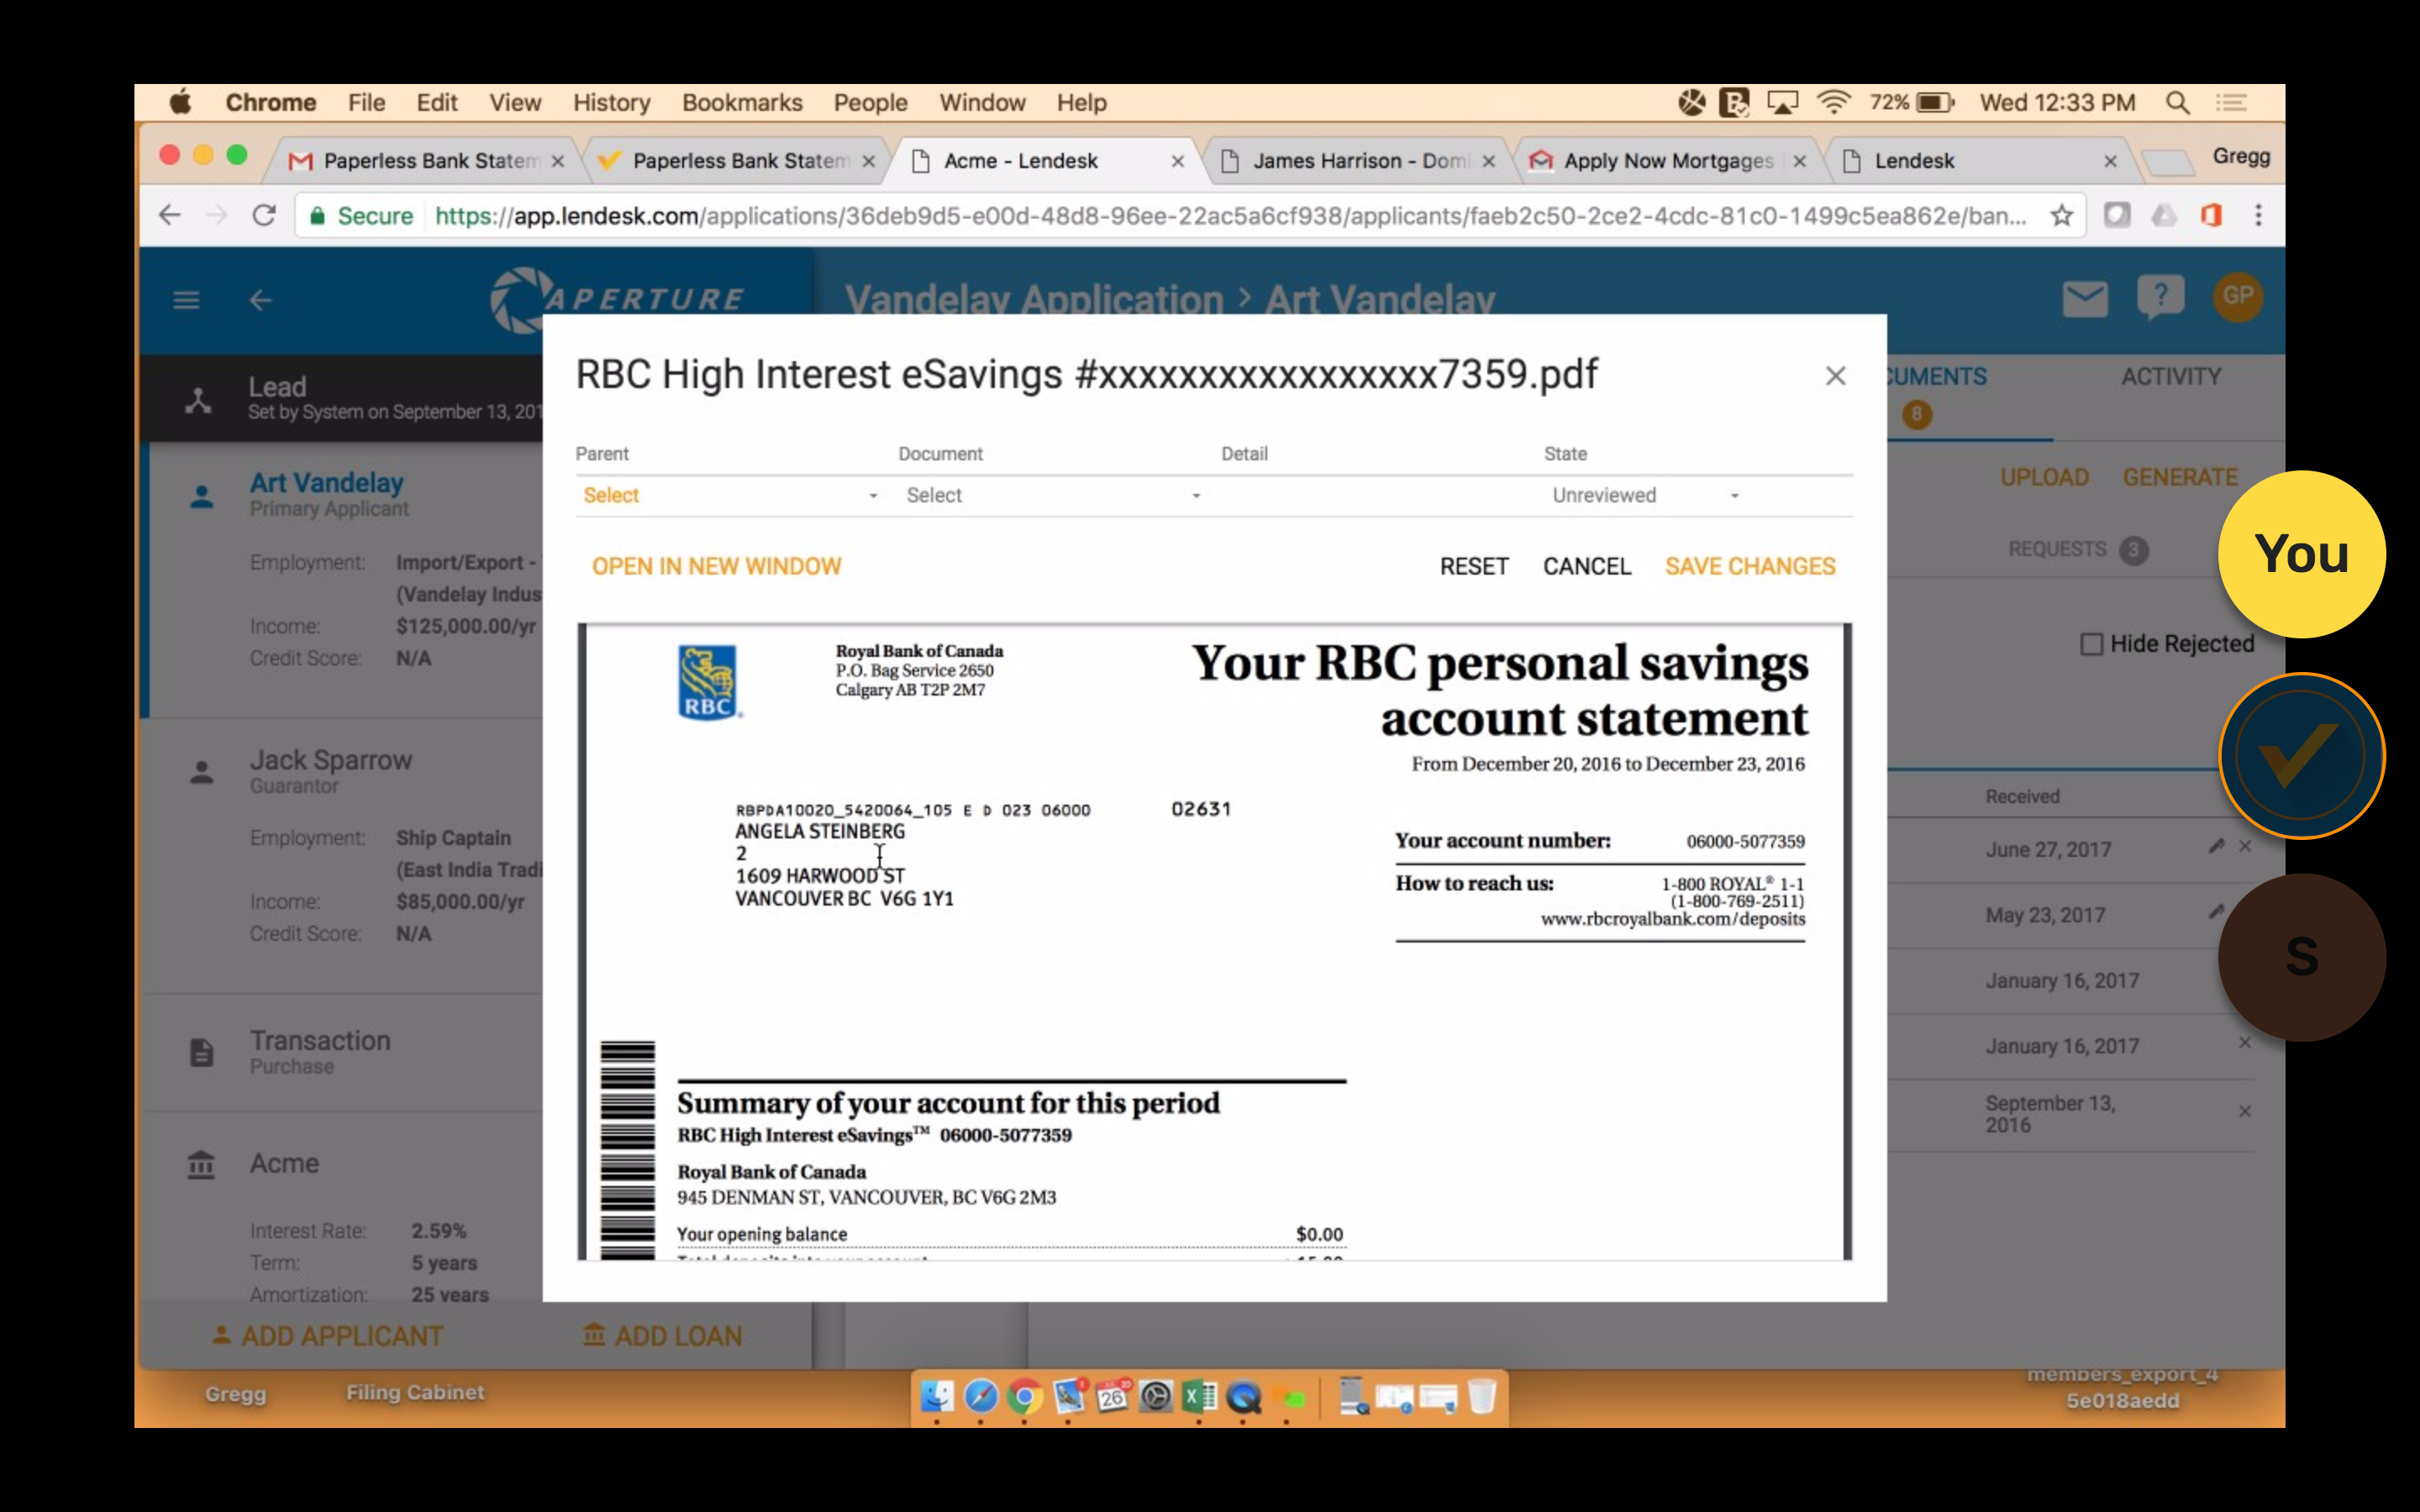 Chrome File Edit View History Bookmarks People Window Help 72% Wed 12:33 PM
Paperless Bank Statem Paperless Bank Statem Acme - Lendesk James Harrison - Domi Apply Now Mortgages Lendesk Gregg
Secure https://app.lendesk.com/applications/36deb9d5-e00d-48d8-96ee-22ac5a6cf938/applicants/faeb2c50-2ce2-4cdc-81c0-1499c5ea862e/ban...
APERTURE Vandelay Application > Art Vandelay ? GP
Lead
Set by System on September 13, 201
Art Vandelay
Primary Applicant
Employment: Import/Export -
(Vandelay Indus
Income: $125,000.00/yr
Credit Score: N/A
Jack Sparrow
Guarantor
Employment: Ship Captain
(East India Tradi
Income: $85,000.00/yr
Credit Score: N/A
Transaction
Purchase
Acme
Interest Rate: 2.59%
Term: 5 years
Amortization: 25 years
ADD APPLICANT ADD LOAN
RBC High Interest eSavings #xxxxxxxxxxxxxxxxx7359.pdf
Parent Document Detail State
Select Select Unreviewed
OPEN IN NEW WINDOW RESET CANCEL SAVE CHANGES
RBC
Royal Bank of Canada
P.O. Bag Service 2650
Calgary AB T2P 2M7
Your RBC personal savings
account statement
From December 20, 2016 to December 23, 2016
RBPDA10020_5420064_105 E D 023 06000 02631
ANGELA STEINBERG
2
1609 HARWOOD ST
VANCOUVER BC V6G 1Y1
Your account number: 06000-5077359
How to reach us: 1-800 ROYAL® 1-1
(1-800-769-2511)
www.rbcroyalbank.com/deposits
Summary of your account for this period
RBC High Interest eSavings™ 06000-5077359
Royal Bank of Canada
945 DENMAN ST, VANCOUVER, BC V6G 2M3
Your opening balance $0.00
CUMENTS ACTIVITY
8
UPLOAD GENERATE
REQUESTS 3
Hide Rejected
Received
June 27, 2017
May 23, 2017
January 16, 2017
January 16, 2017
September 13,
2016
You
S
Gregg Filing Cabinet
26
members_export_4
5e018aedd